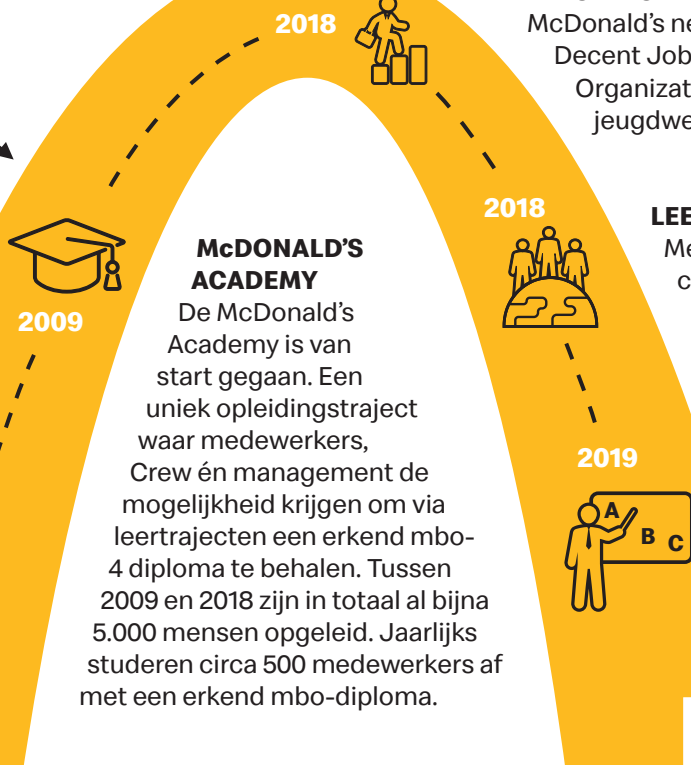 2018
McDonald's ne
Decent Job
Organizat
jeugdwe
2018
LEE
Me
c
2009
McDONALD'S
ACADEMY
De McDonald's
Academy is van
start gegaan. Een
uniek opleidingstraject
waar medewerkers,
Crew én management de
mogelijkheid krijgen om via
leertrajecten een erkend mbo-
4 diploma te behalen. Tussen
2009 en 2018 zijn in totaal al bijna
5.000 mensen opgeleid. Jaarlijks
studeren circa 500 medewerkers af
met een erkend mbo-diploma.
2019
A
B C